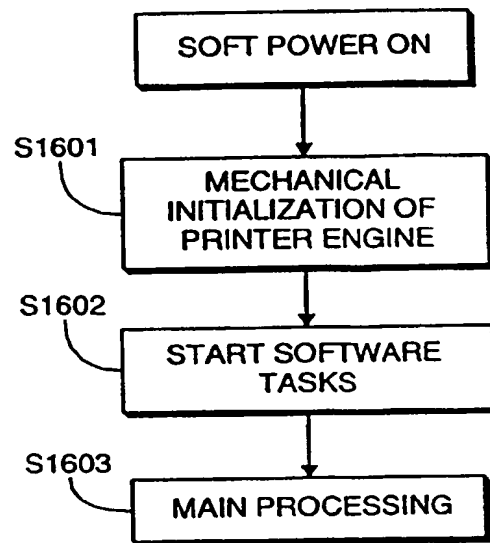 SOFT POWER ON
S1601
MECHANICAL
INITIALIZATION OF
PRINTER ENGINE
S1602
START SOFTWARE
TASKS
S1603
MAIN PROCESSING